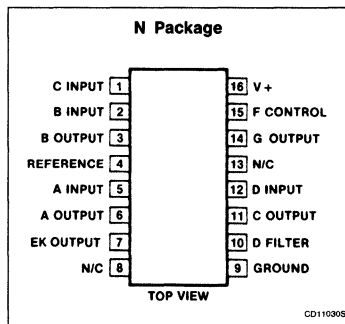 N Package
C INPUT 1
B INPUT 2
B OUTPUT 3
REFERENCE 4
A INPUT 5
A OUTPUT 6
EK OUTPUT 7
N/C 8
16 V+
15 F CONTROL
14 G OUTPUT
13 N/C
12 D INPUT
11 C OUTPUT
10 D FILTER
9 GROUND
TOP VIEW
CD11030S